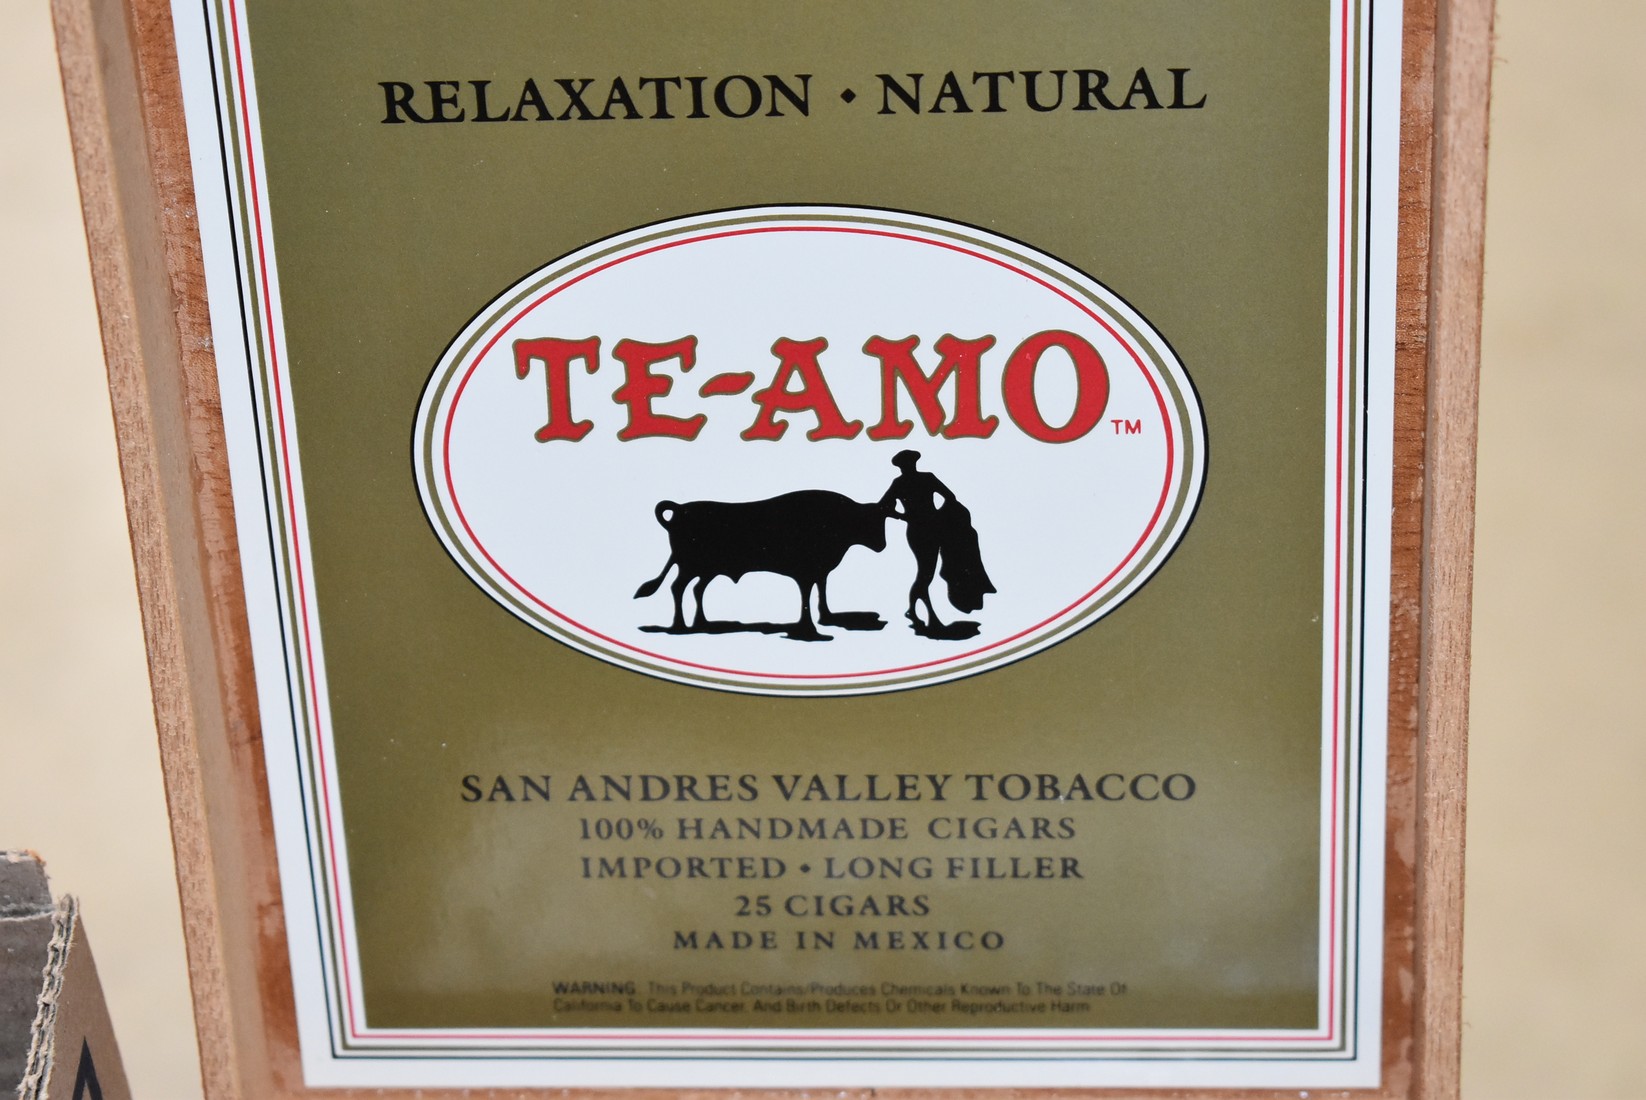 RELAXATION • NATURAL
TE-AMO™
SAN ANDRES VALLEY TOBACCO
100% HANDMADE CIGARS
IMPORTED • LONG FILLER
25 CIGARS
MADE IN MEXICO
WARNING: This Product Contains/Produces Chemicals Known To The State Of
California To Cause Cancer, And Birth Defects Or Other Reproductive Harm